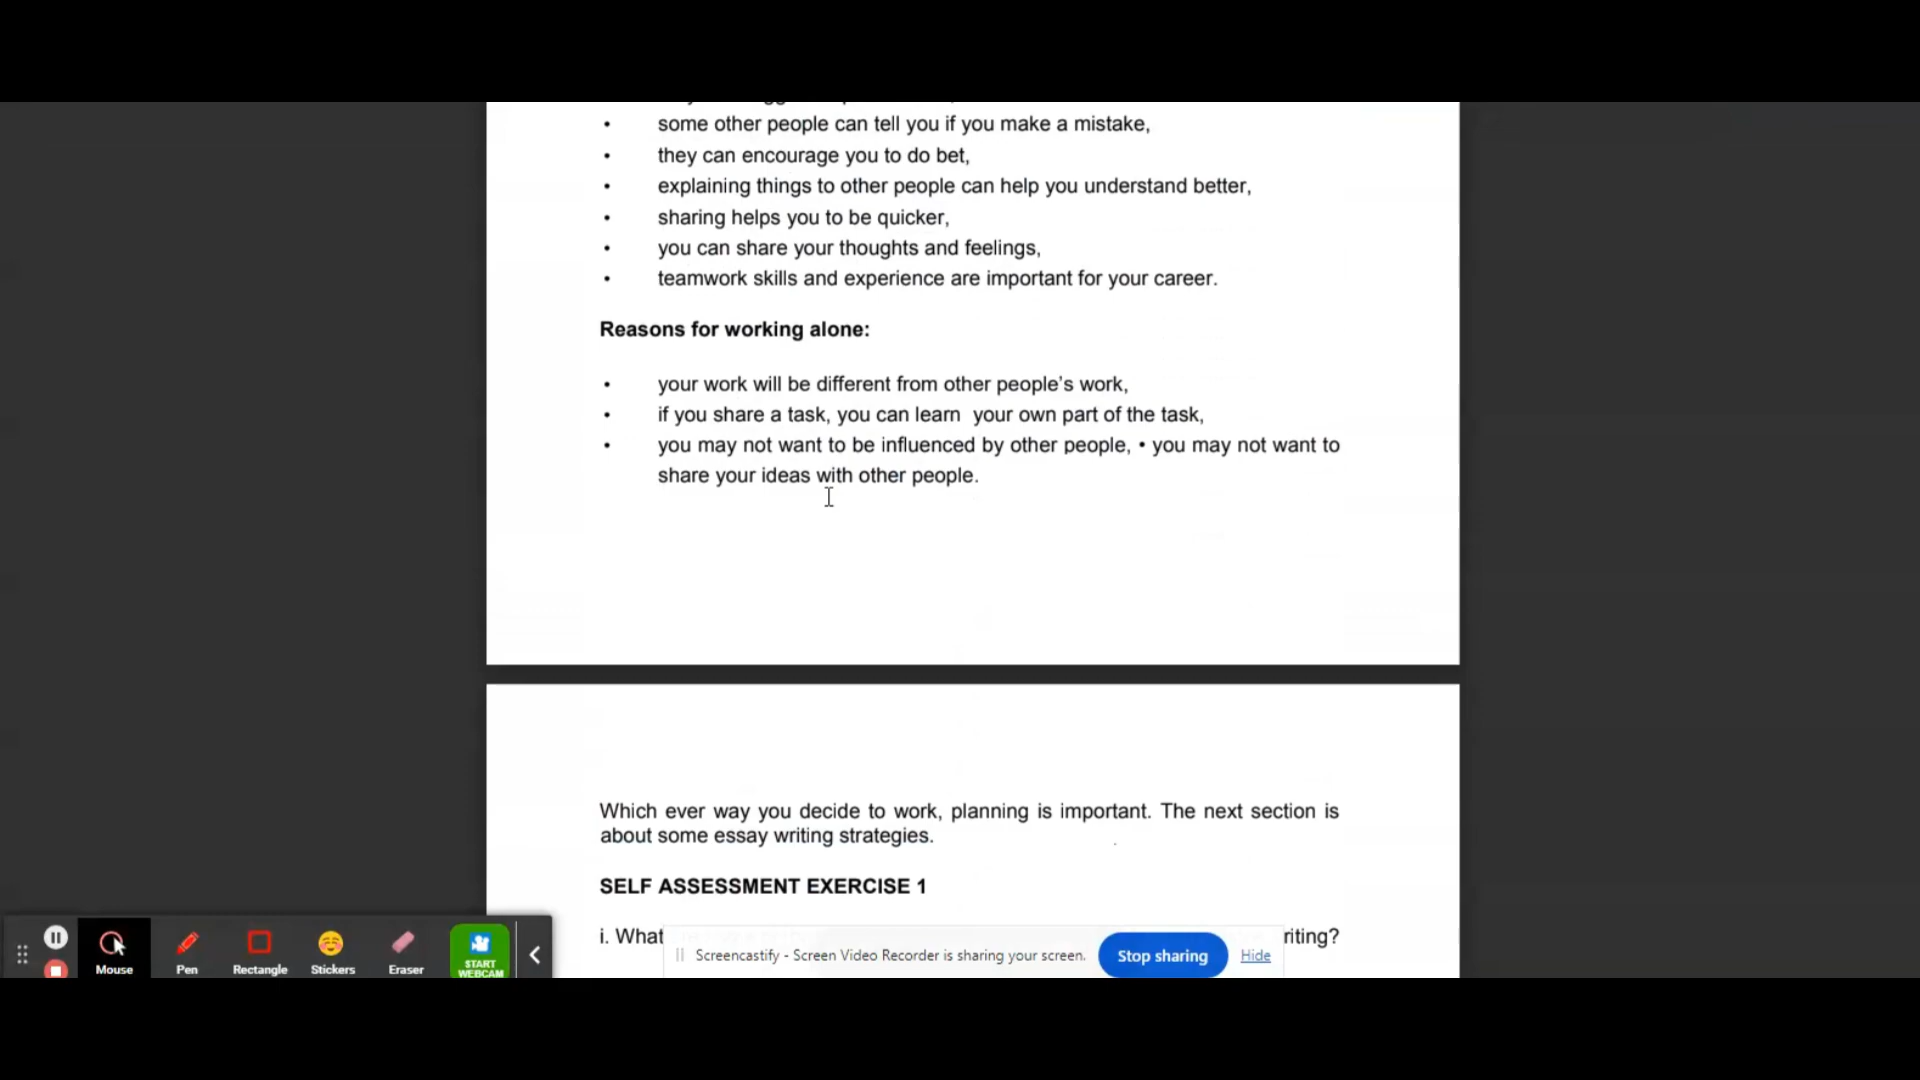 • some other people can tell you if you make a mistake,
• they can encourage you to do bet,
• explaining things to other people can help you understand better,
• sharing helps you to be quicker,
• you can share your thoughts and feelings,
• teamwork skills and experience are important for your career.
Reasons for working alone:
• your work will be different from other people's work,
• if you share a task, you can learn  your own part of the task,
• you may not want to be influenced by other people, • you may not want to
share your ideas with other people.
Which ever way you decide to work, planning is important. The next section is
about some essay writing strategies.
SELF ASSESSMENT EXERCISE 1
i. What riting?
Screencastify - Screen Video Recorder is sharing your screen.
Stop sharing
Hide
Mouse
Pen
Rectangle
Stickers
Eraser
START
WEBCAM